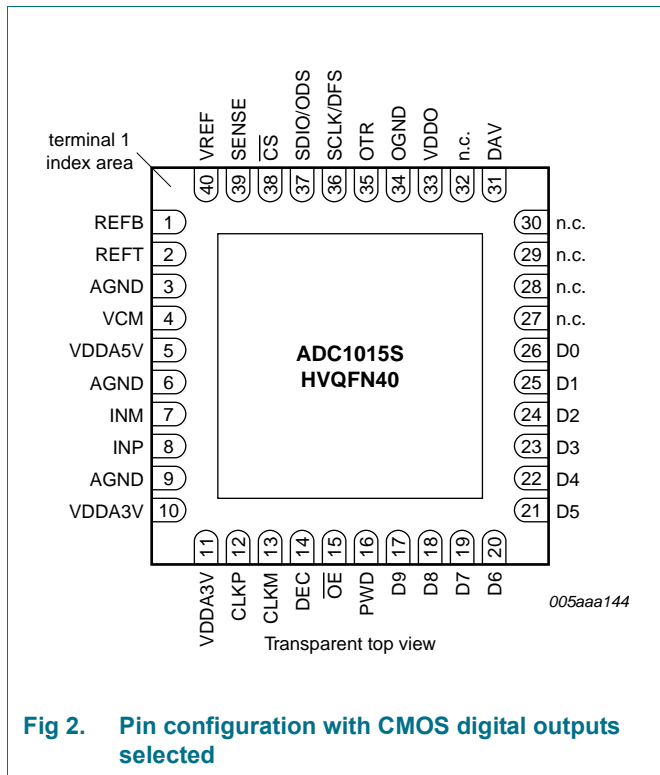 terminal 1
index area
VREF
SENSE
C̅S̅
SDIO/ODS
SCLK/DFS
OTR
OGND
VDDO
n.c.
DAV
40
39
38
37
36
35
34
33
32
31
REFB 1
REFT 2
AGND 3
VCM 4
VDDA5V 5
AGND 6
INM 7
INP 8
AGND 9
VDDA3V 10
ADC1015S
HVQFN40
30 n.c.
29 n.c.
28 n.c.
27 n.c.
26 D0
25 D1
24 D2
23 D3
22 D4
21 D5
11
12
13
14
15
16
17
18
19
20
VDDA3V
CLKP
CLKM
DEC
O̅E̅
PWD
D9
D8
D7
D6
005aaa144
Transparent top view
Fig 2. Pin configuration with CMOS digital outputs
selected